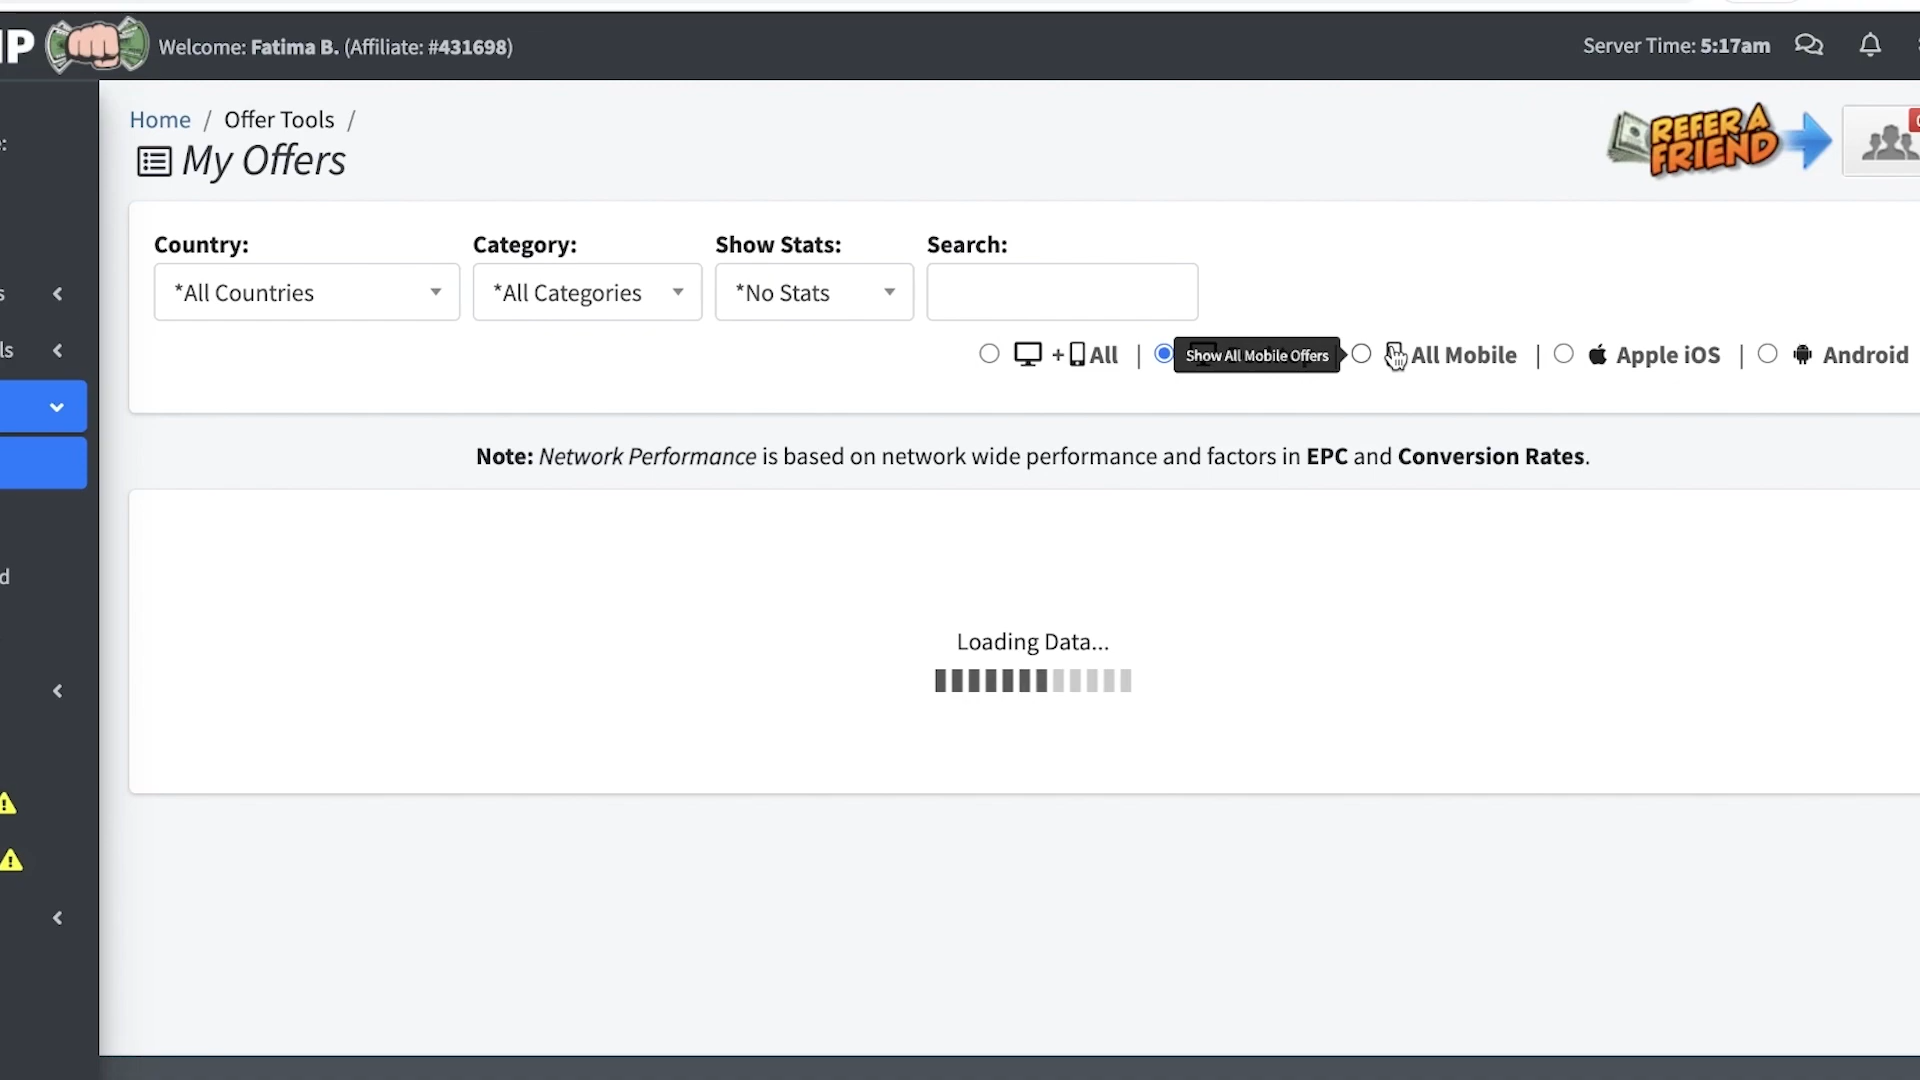 IP Welcome: Fatima B. (Affiliate: #431698)
Server Time: 5:17am
Home / Offer Tools /
My Offers
REFER A
FRIEND
Country:
Category:
Show Stats:
Search:
*All Countries
*All Categories
*No Stats
s
ls
+ All | Show All Mobile Offers All Mobile | Apple iOS | Android
Note: Network Performance is based on network wide performance and factors in EPC and Conversion Rates.
d
Loading Data...